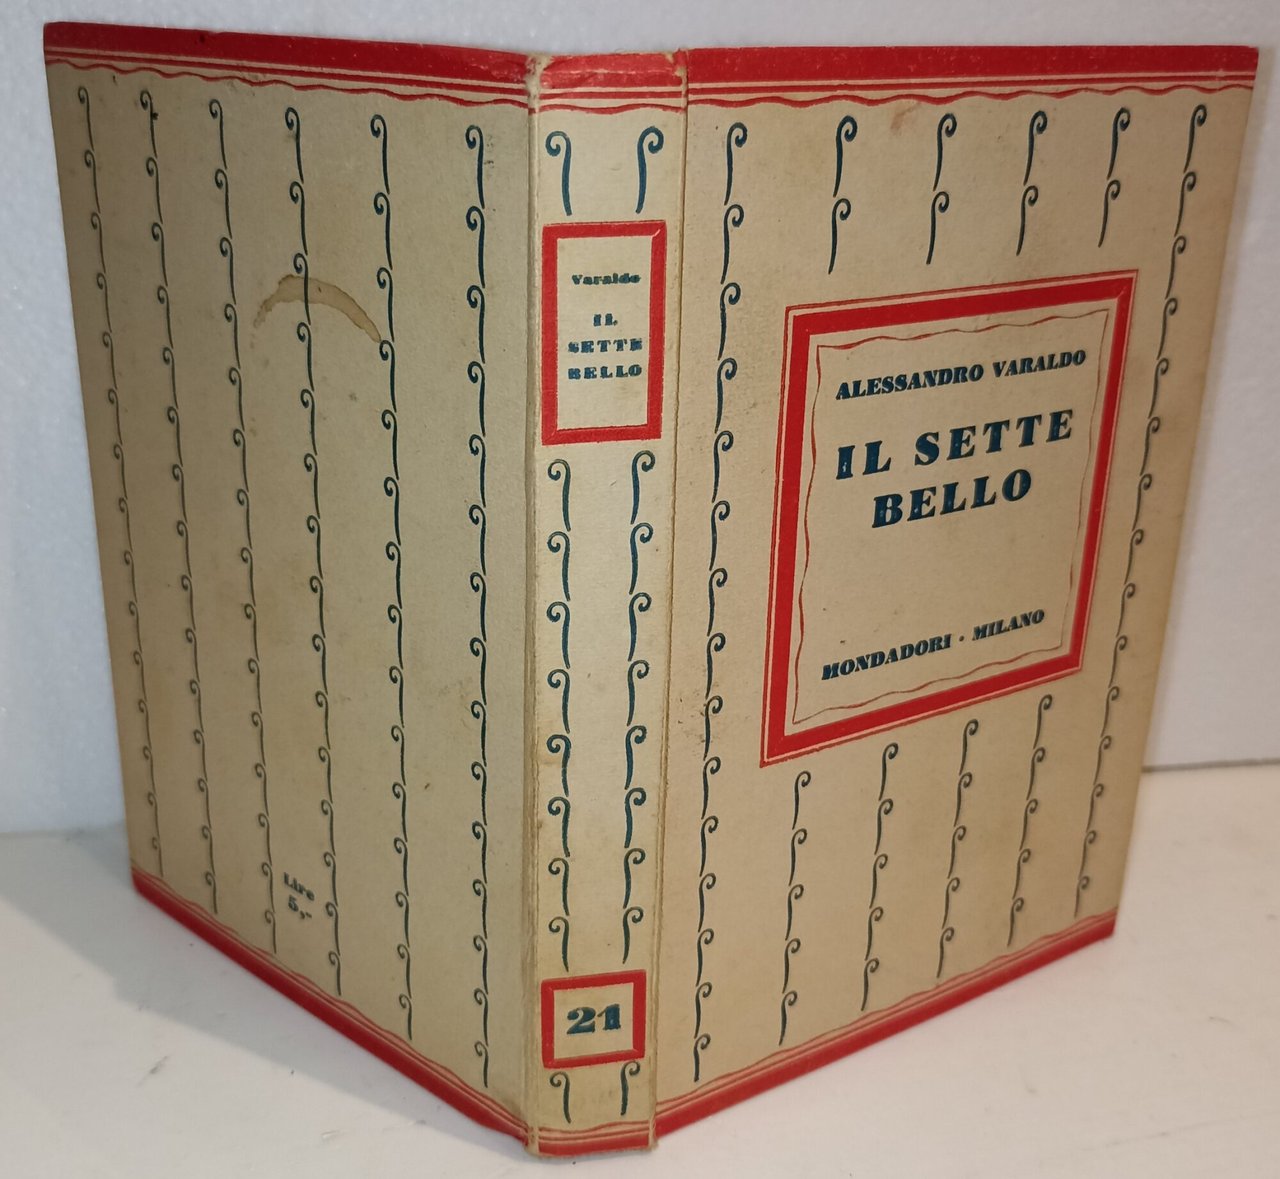 Lire
5,-
Varaldo
IL
SETTE
BELLO
21
ALESSANDRO VARALDO
IL SETTE
BELLO
MONDADORI · MILANO